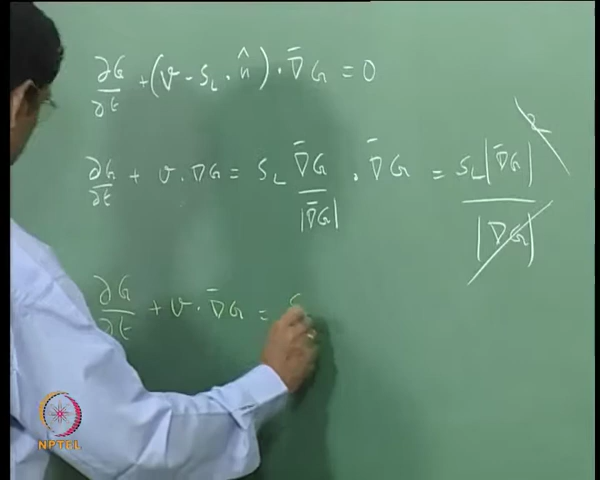 ∂G/∂t + (v - S_L · n̂) · ∇̄G = 0
∂G/∂t + v · ∇G = S_L ∇̄G/|∇̄G| · ∇̄G = S_L |∇̄G|²/|∇G|
∂G/∂t + v · ∇̄G = S
NPTEL